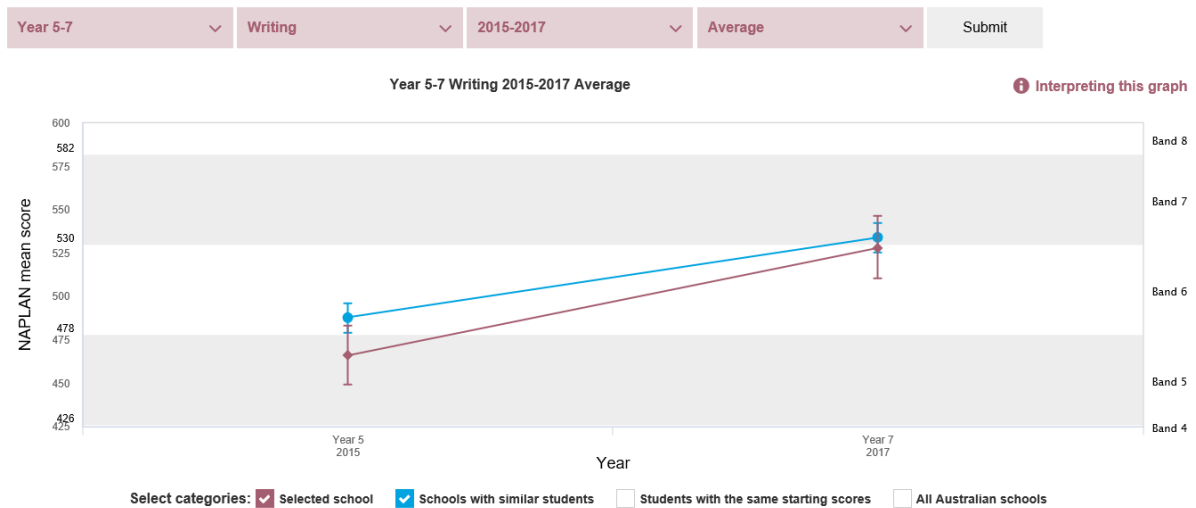 Year 5-7 Writing 2015-2017 Average Submit
Year 5-7 Writing 2015-2017 Average
Interpreting this graph
NAPLAN mean score
600
582
575
550
530
525
500
478
475
450
426
425
Band 8
Band 7
Band 6
Band 5
Band 4
Year 5
2015
Year 7
2017
Year
Select categories: Selected school Schools with similar students Students with the same starting scores All Australian schools